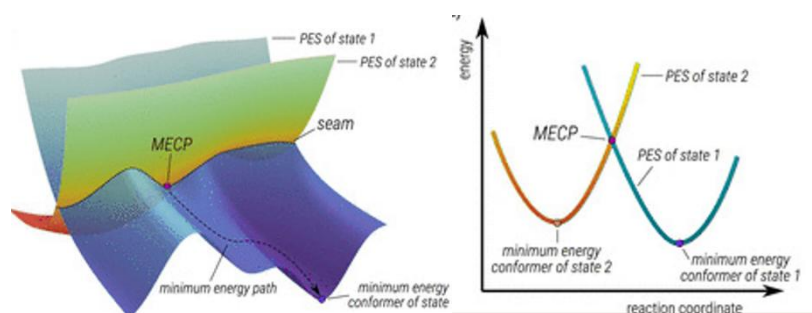 PES of state 1
PES of state 2
MECP
seam
minimum energy path
minimum energy
conformer of state
energy
PES of state 2
MECP
PES of state 1
minimum energy
conformer of state 2
minimum energy
conformer of state 1
reaction coordinate